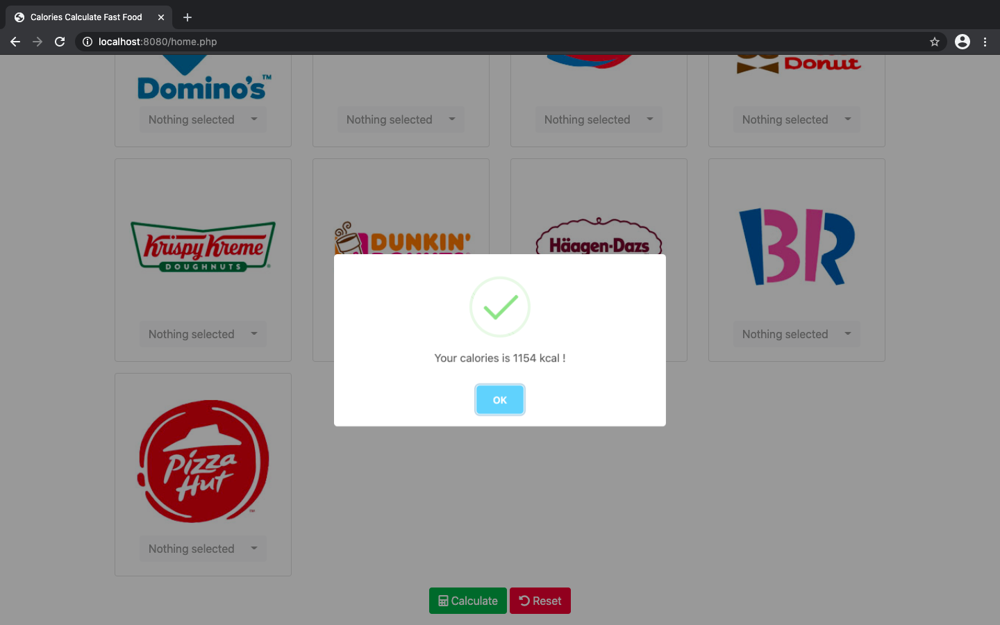 Calories Calculate Fast Food
localhost:8080/home.php
Domino's™
Donut
Nothing selected
Nothing selected
Nothing selected
Nothing selected
Krispy Kreme
DOUGHNUTS
®
DUNKIN'
Häagen-Dazs
BR
Your calories is 1154 kcal !
OK
Nothing selected
Nothing selected
Pizza
Hut
™
Nothing selected
Calculate
Reset